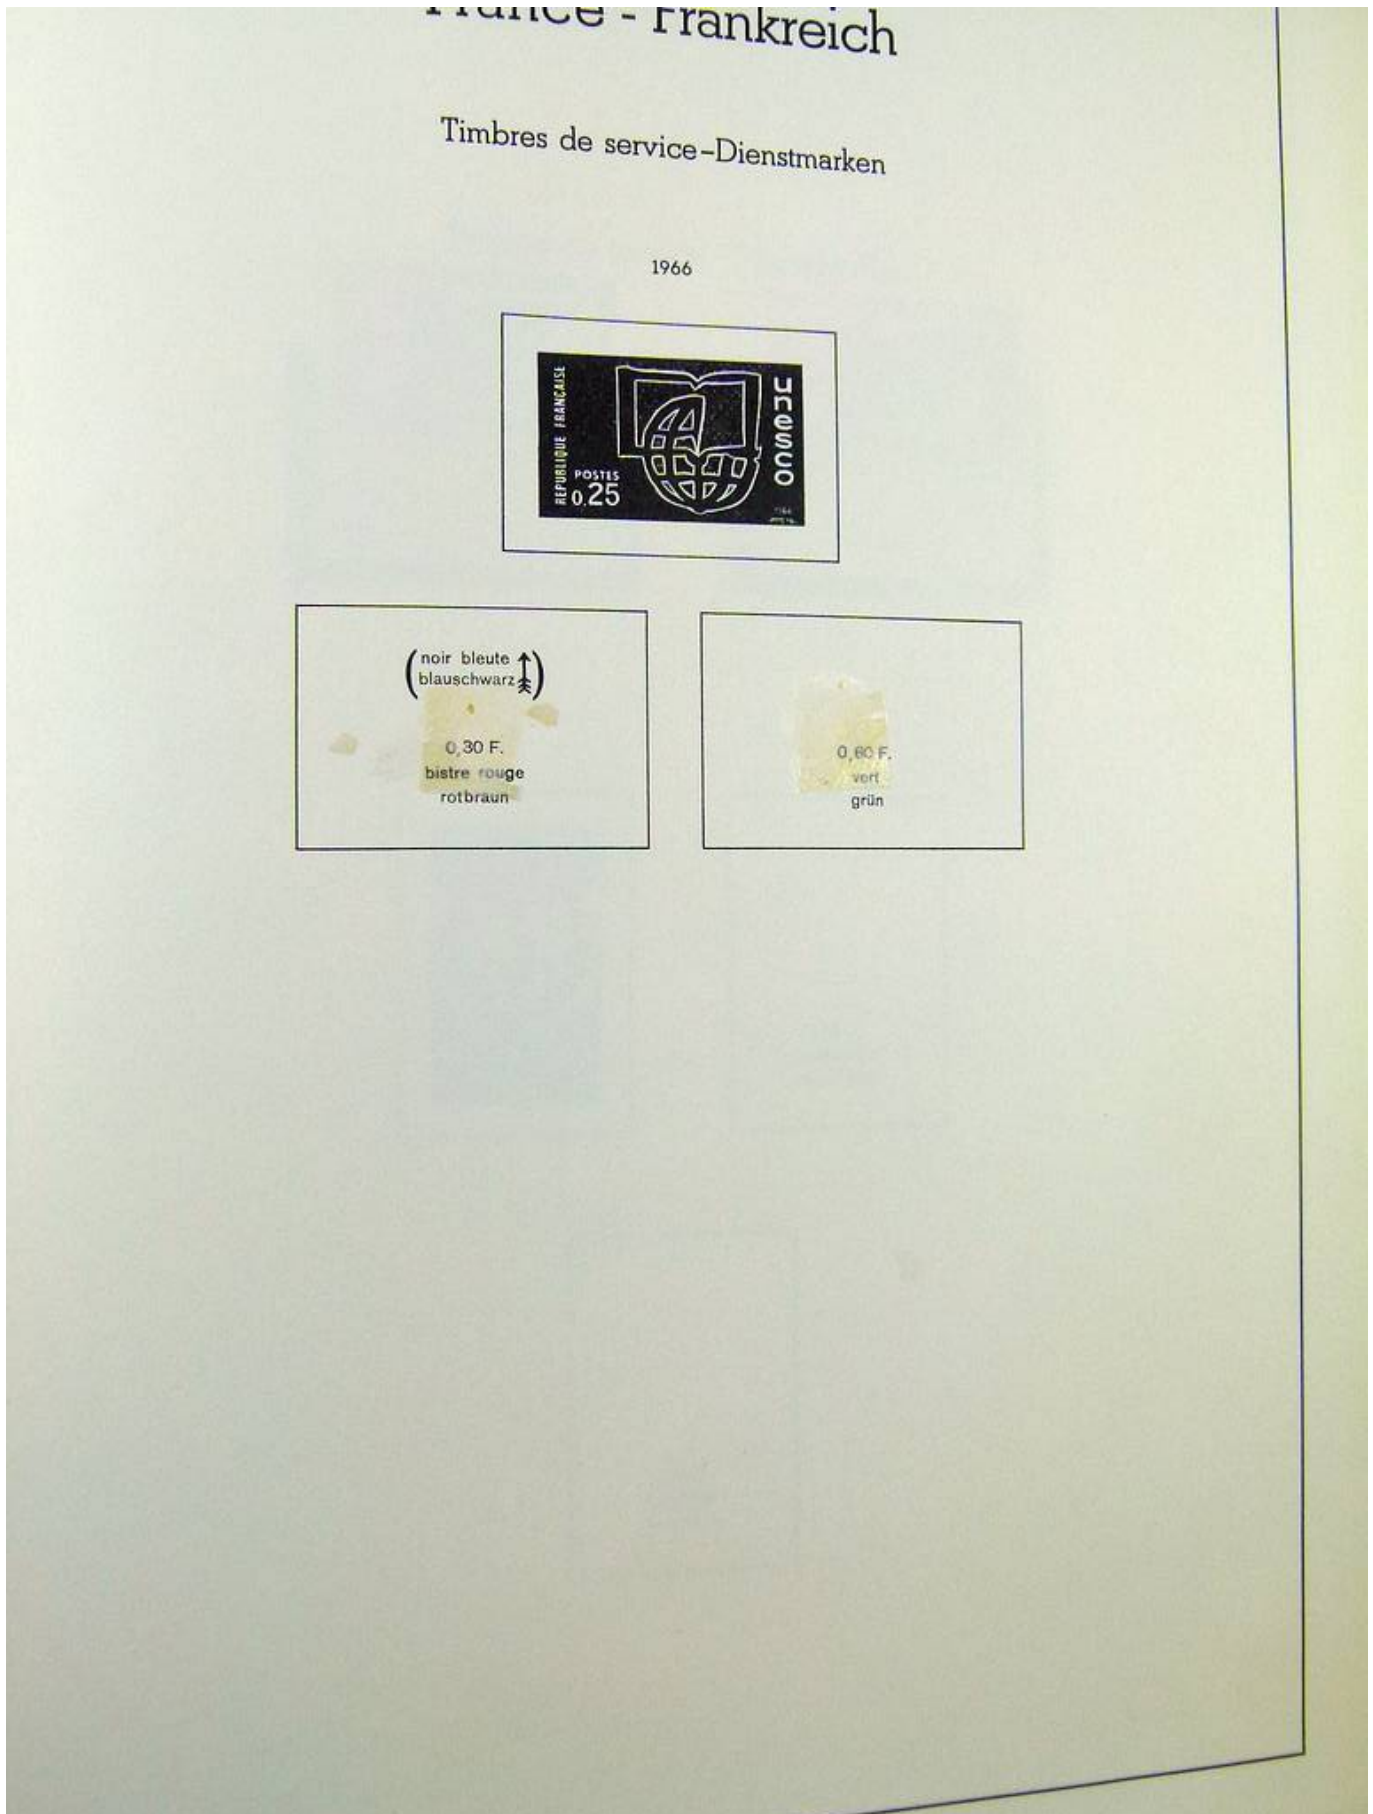 France - Frankreich
Timbres de service-Dienstmarken
1966
REPUBLIQUE FRANÇAISE
POSTES
0,25
unesco
(noir bleute
blauschwarz)
0,30 F.
bistre rouge
rotbraun
0,60 F.
vert
grün